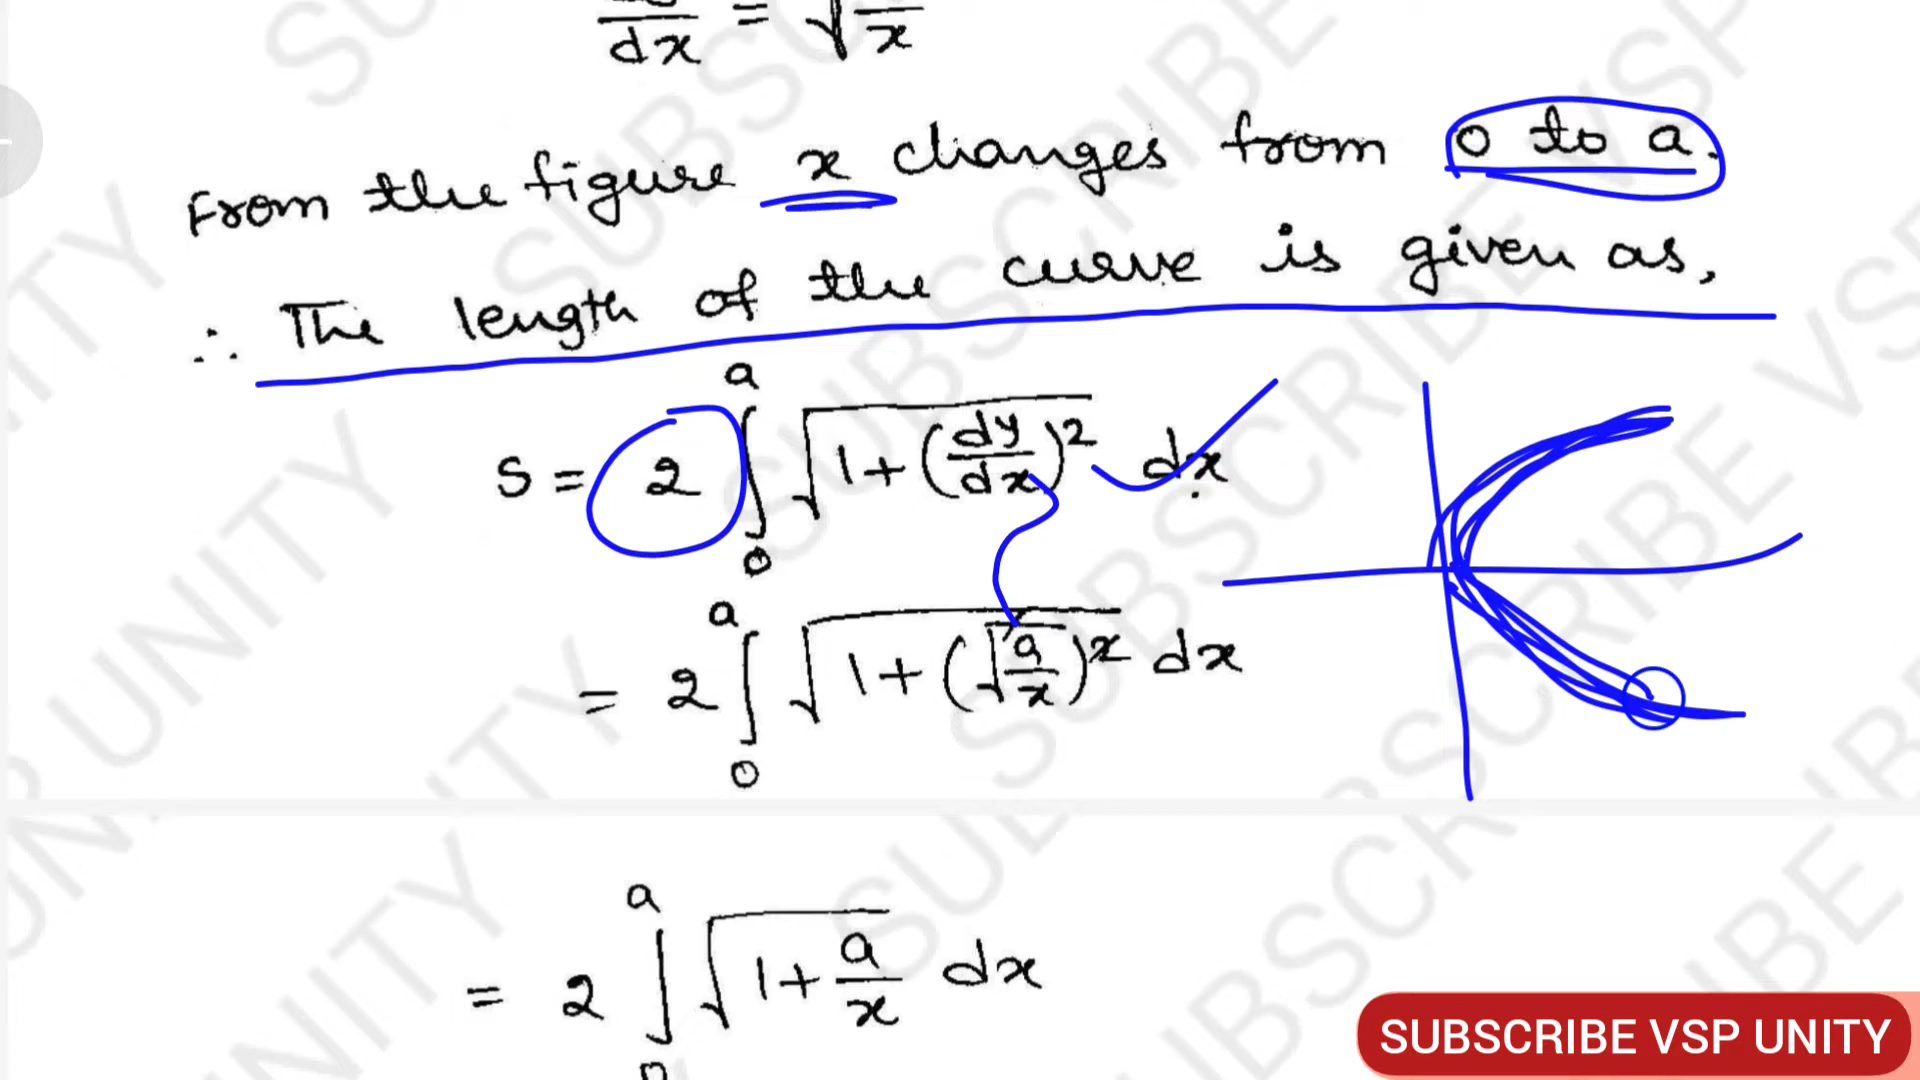 dx = √ x
From the figure x changes from 0 to a.
∴ The length of the curve is given as,
S = 2 ∫₀ᵃ √(1 + (dy/dx)²) dx
= 2 ∫₀ᵃ √(1 + (√(a/x))²) dx
= 2 ∫₀ᵃ √(1 + a/x) dx
SUBSCRIBE VSP UNITY